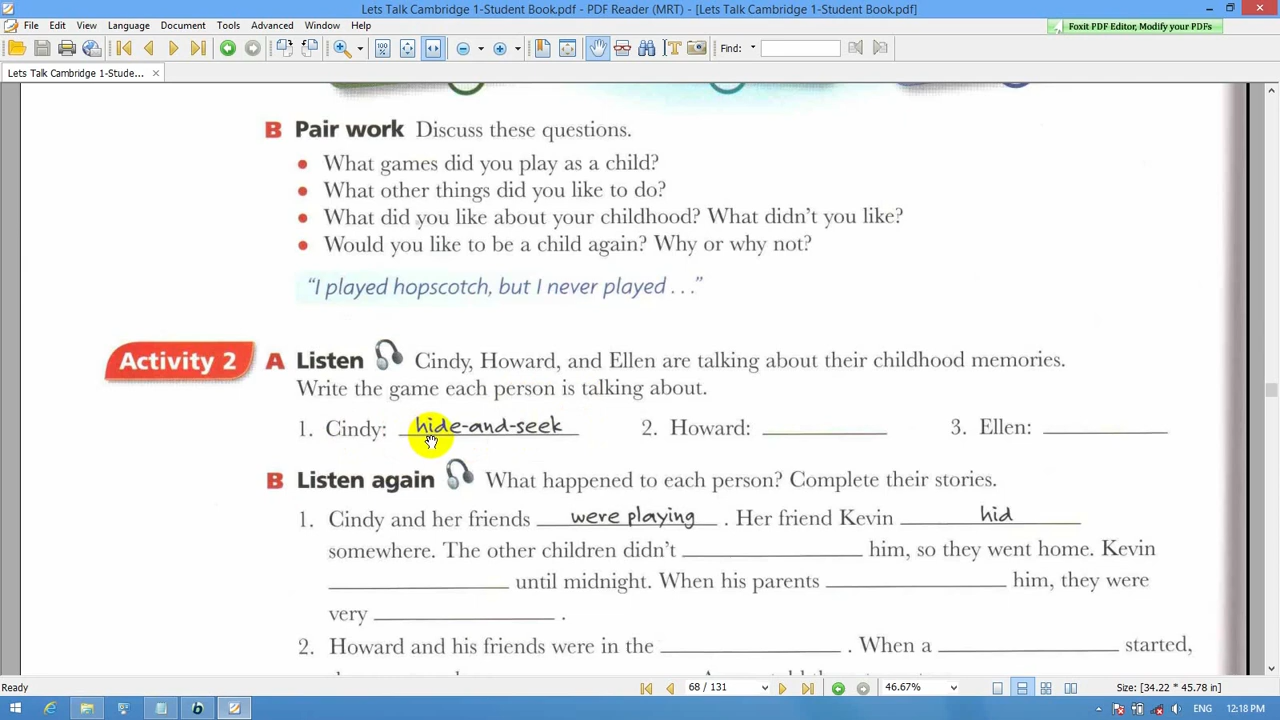 Lets Talk Cambridge 1-Student Book.pdf - PDF Reader (MRT) - [Lets Talk Cambridge 1-Student Book.pdf]
File Edit View Language Document Tools Advanced Window Help
Foxit PDF Editor, Modify your PDFs
Find:
Lets Talk Cambridge 1-Stude... ×
B Pair work Discuss these questions.
• What games did you play as a child?
• What other things did you like to do?
• What did you like about your childhood? What didn't you like?
• Would you like to be a child again? Why or why not?
"I played hopscotch, but I never played . . ."
Activity 2 A Listen Cindy, Howard, and Ellen are talking about their childhood memories.
Write the game each person is talking about.
1. Cindy: hide-and-seek 2. Howard: ____ 3. Ellen: ____
B Listen again What happened to each person? Complete their stories.
1. Cindy and her friends were playing . Her friend Kevin hid
somewhere. The other children didn't ____ him, so they went home. Kevin
____ until midnight. When his parents ____ him, they were
very ____ .
2. Howard and his friends were in the ____ . When a ____ started,
Ready 68 / 131 46.67% Size: [34.22 * 45.78 in]
ENG 12:18 PM